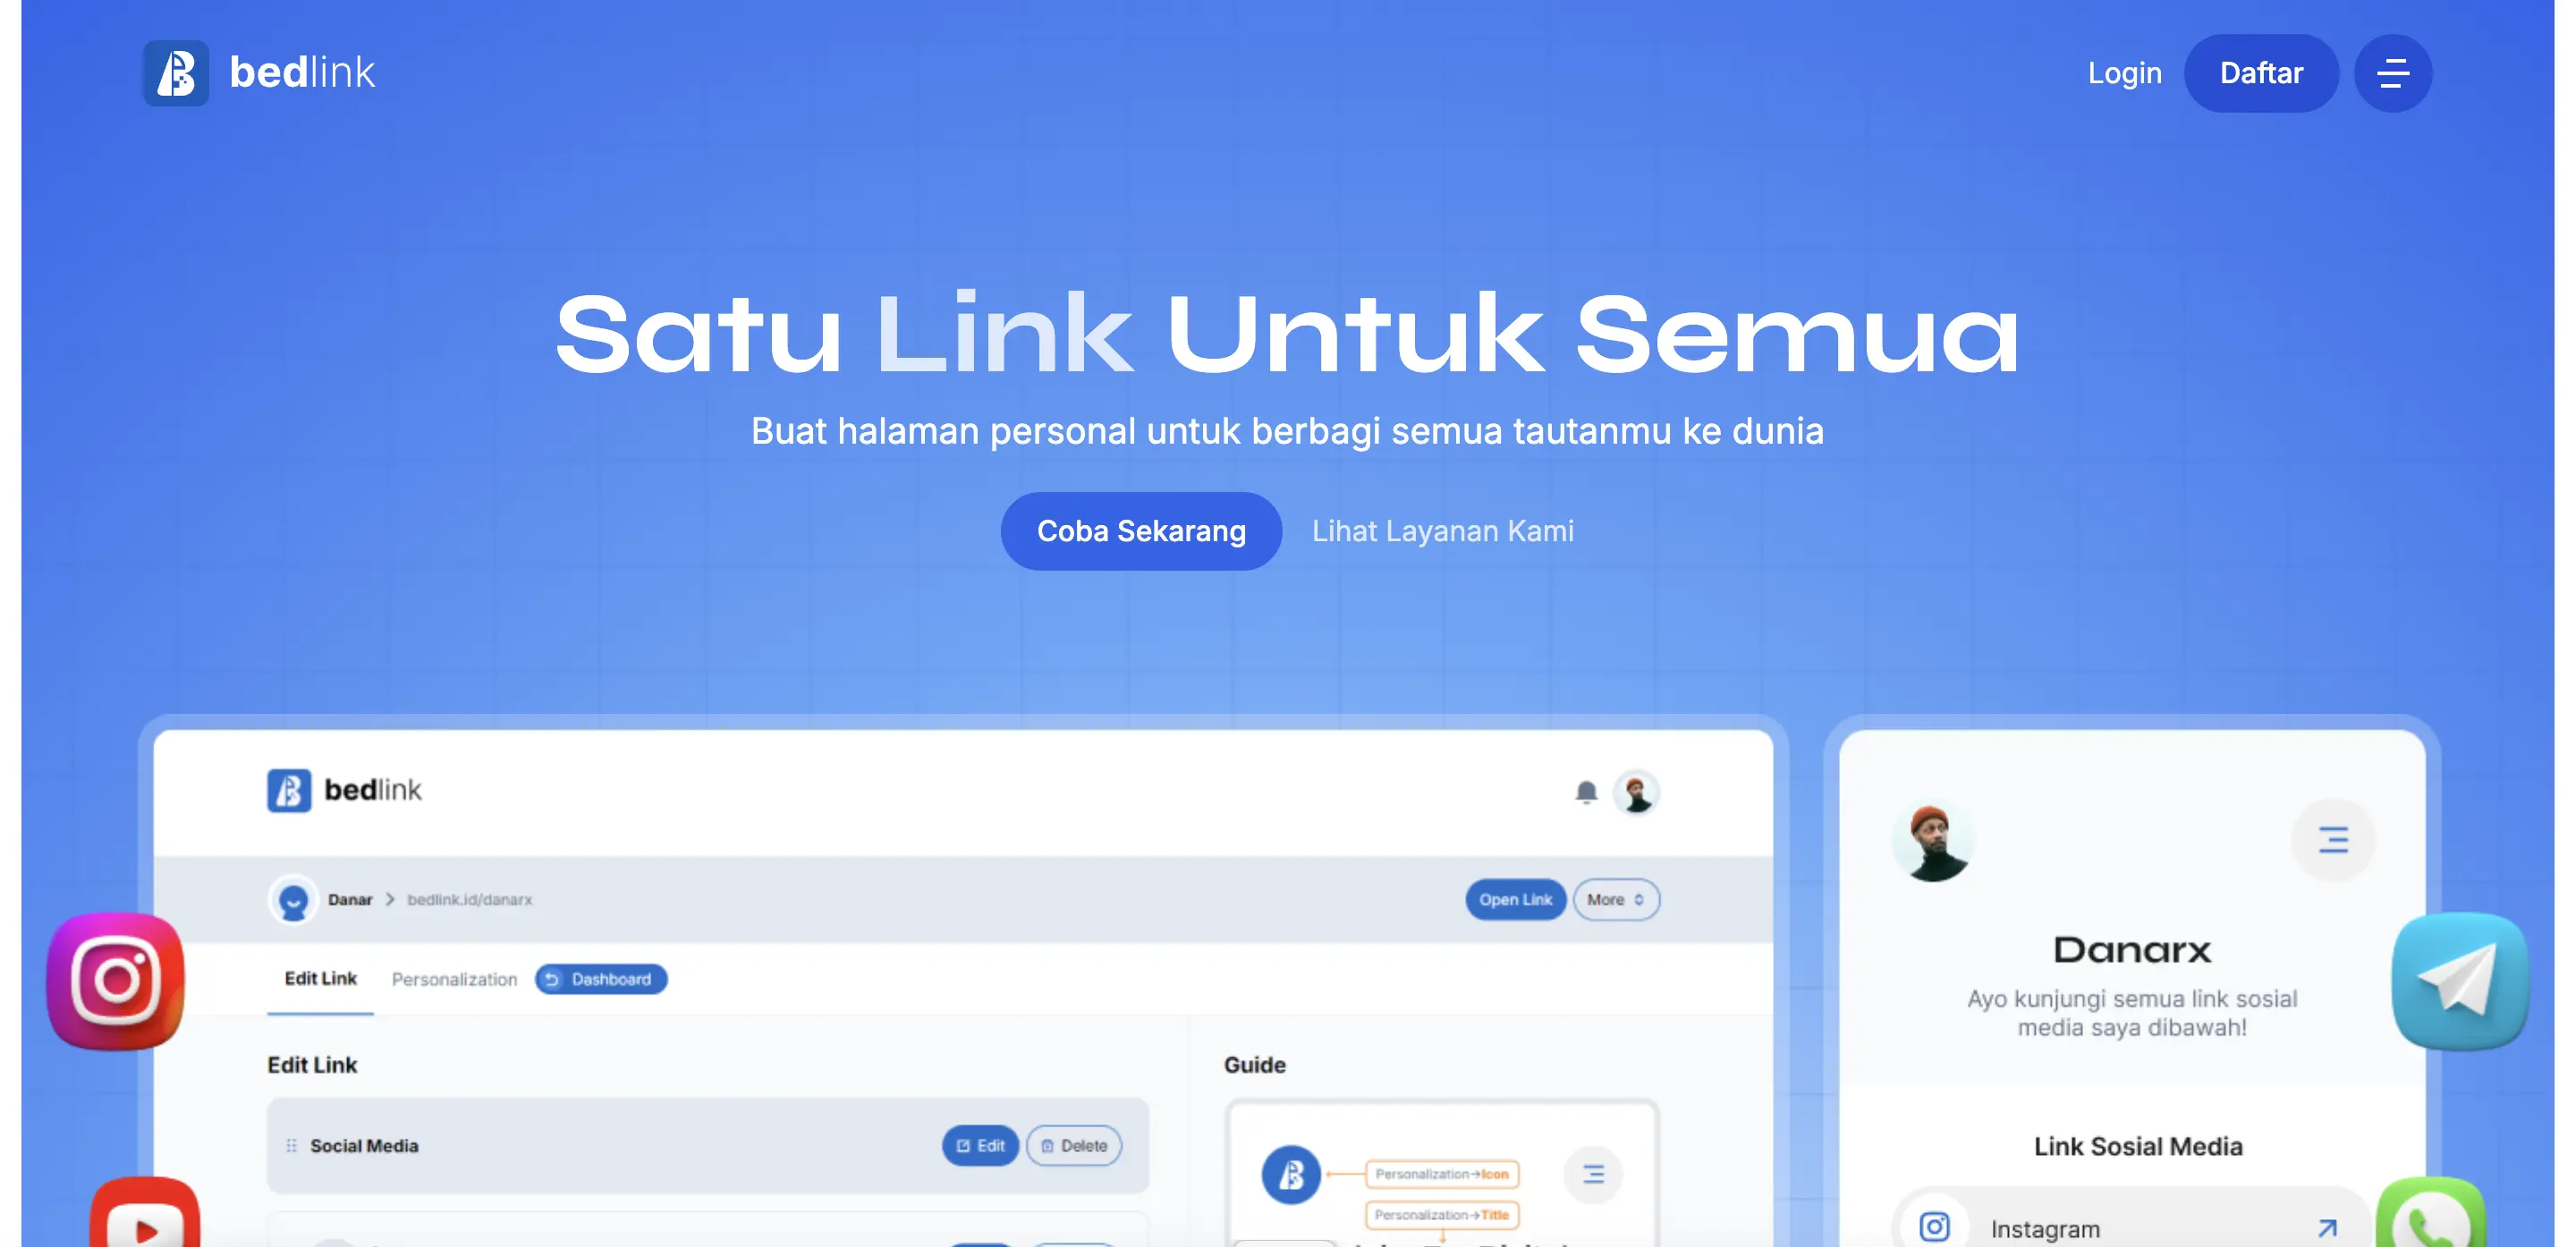 bedlink
Login
Daftar
Satu Link Untuk Semua
Buat halaman personal untuk berbagi semua tautanmu ke dunia
Coba Sekarang
Lihat Layanan Kami
bedlink
Danar
bedlink.id/danarx
Open Link
More
Edit Link
Personalization
Dashboard
Edit Link
Social Media
Edit
Delete
Guide
Personalization→Icon
Personalization→Title
Danarx
Ayo kunjungi semua link sosial
media saya dibawah!
Link Sosial Media
Instagram